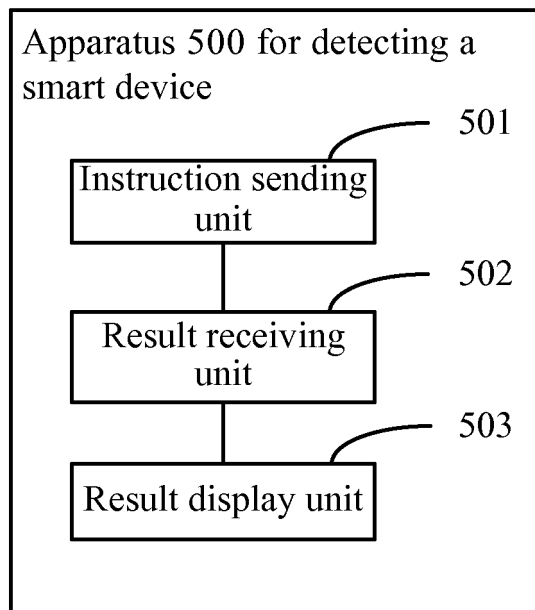 Apparatus 500 for detecting a
smart device
501
Instruction sending
unit
502
Result receiving
unit
503
Result display unit